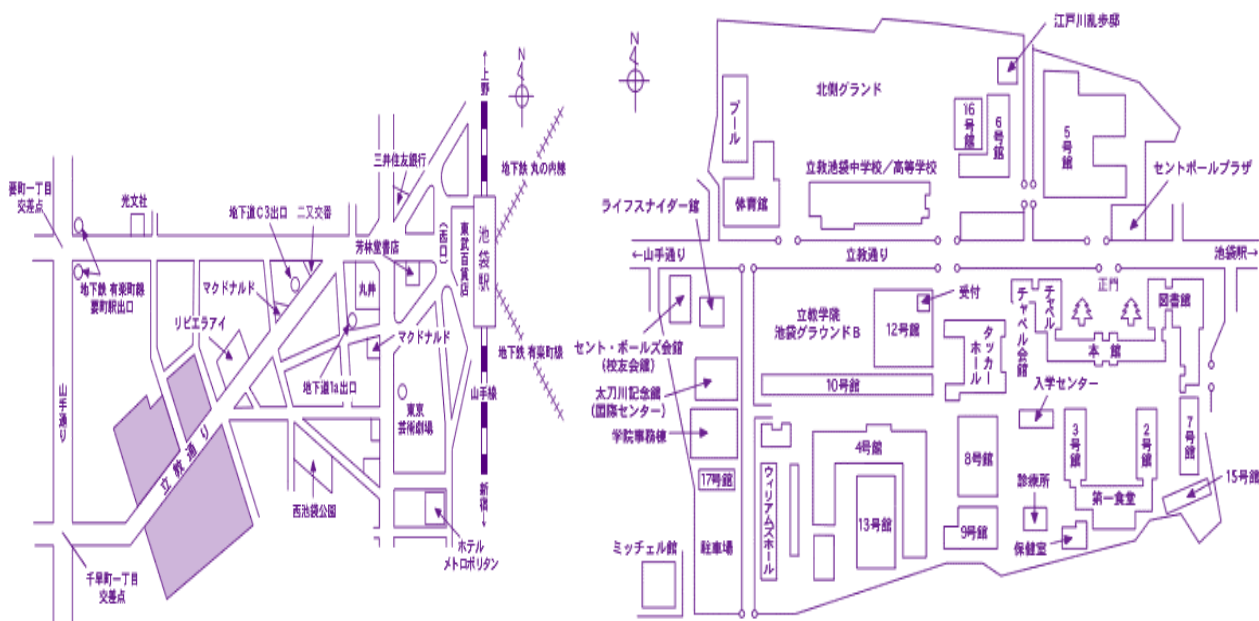 N
↑上野
三井住友銀行
地下鉄 丸の内線
要町一丁目
交差点
光文社
地下道C3出口
二又交番
芳林堂書店
(西口)
東武百貨店
池袋駅
地下鉄 有楽町線
要町駅出口
マクドナルド
丸井
リビエラアイ
マクドナルド
地下鉄 有楽町線
地下道1a出口
山手線
山手通り
東京
芸術劇場
立教通り
西池袋公園
新宿↓
ホテル
メトロポリタン
千早町一丁目
交差点
N
江戸川乱歩邸
北側グランド
プール
16号館
6号館
5号館
立教池袋中学校/高等学校
セントポールプラザ
体育館
ライフスナイダー館
←山手通り
立教通り
池袋駅→
正門
受付
立教学院
池袋グラウンドB
12号館
タッカーホール
チャペル会館
チャペル
図書館
本館
セント・ポールズ会館
(校友会館)
10号館
太刀川記念館
(国際センター)
入学センター
学院事務棟
4号館
8号館
3号館
2号館
7号館
17号館
ウィリアムズホール
診療所
15号館
第一食堂
13号館
9号館
保健室
ミッチェル館
駐車場